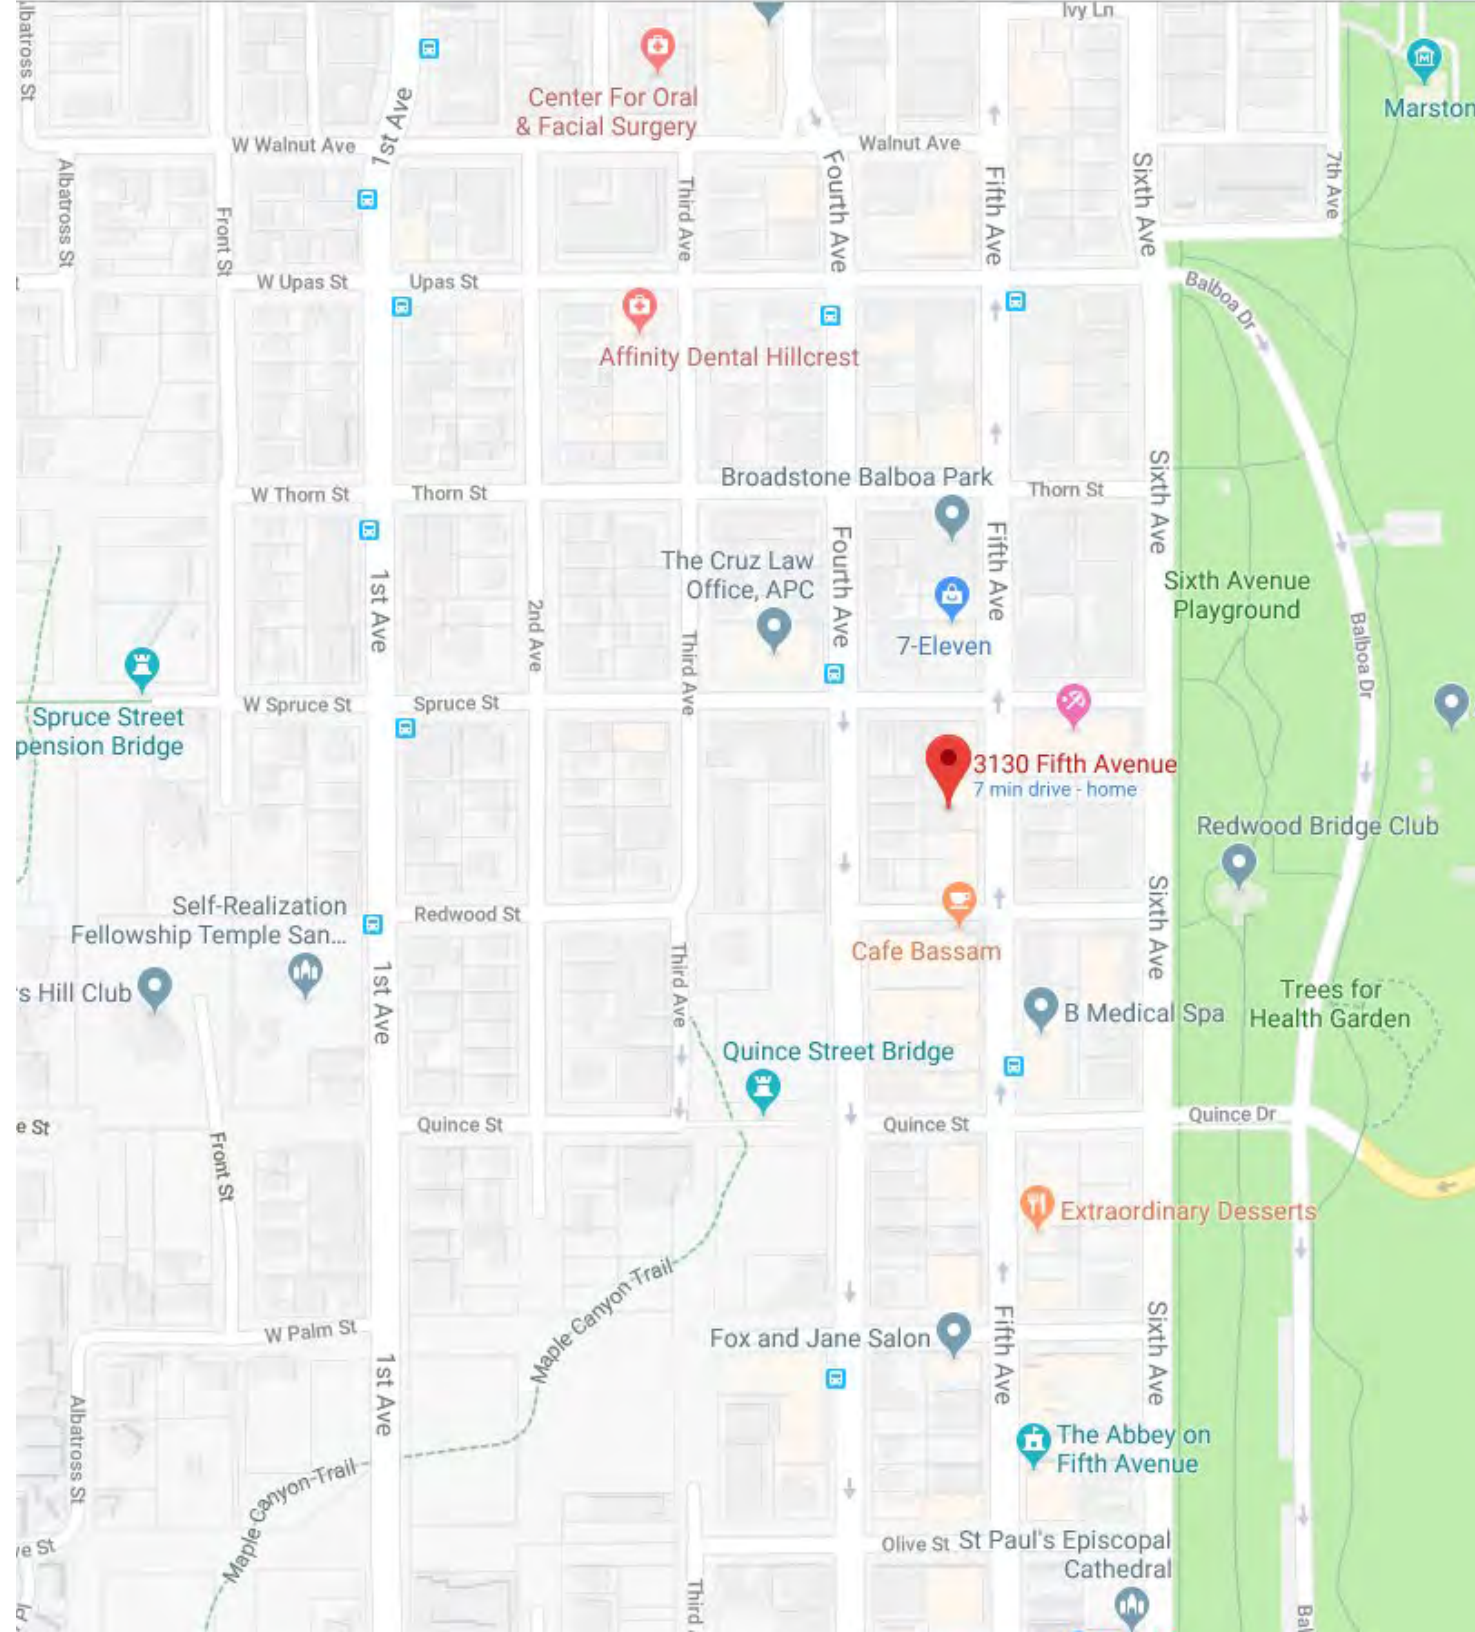 Ivy Ln
lbatross St
Center For Oral
& Facial Surgery
Marston
1st Ave
W Walnut Ave
Walnut Ave
Albatross St
Front St
Third Ave
Fourth Ave
Fifth Ave
Sixth Ave
7th Ave
W Upas St
Upas St
Balboa Dr
Affinity Dental Hillcrest
Broadstone Balboa Park
W Thorn St
Thorn St
Thorn St
Sixth Ave
1st Ave
2nd Ave
The Cruz Law
Office, APC
Fourth Ave
Fifth Ave
Sixth Avenue
Playground
7-Eleven
Third Ave
Balboa Dr
Spruce Street
pension Bridge
W Spruce St
Spruce St
3130 Fifth Avenue
7 min drive - home
Redwood Bridge Club
Self-Realization
Fellowship Temple San...
Redwood St
Sixth Ave
Cafe Bassam
s Hill Club
1st Ave
Third Ave
B Medical Spa
Trees for
Health Garden
Quince Street Bridge
e St
Quince St
Quince St
Quince Dr
Front St
Extraordinary Desserts
Maple Canyon Trail
W Palm St
Fox and Jane Salon
Fifth Ave
Sixth Ave
1st Ave
Albatross St
The Abbey on
Fifth Avenue
Maple Canyon Trail
ve St
Olive St
St Paul's Episcopal
Cathedral
Third
Bal